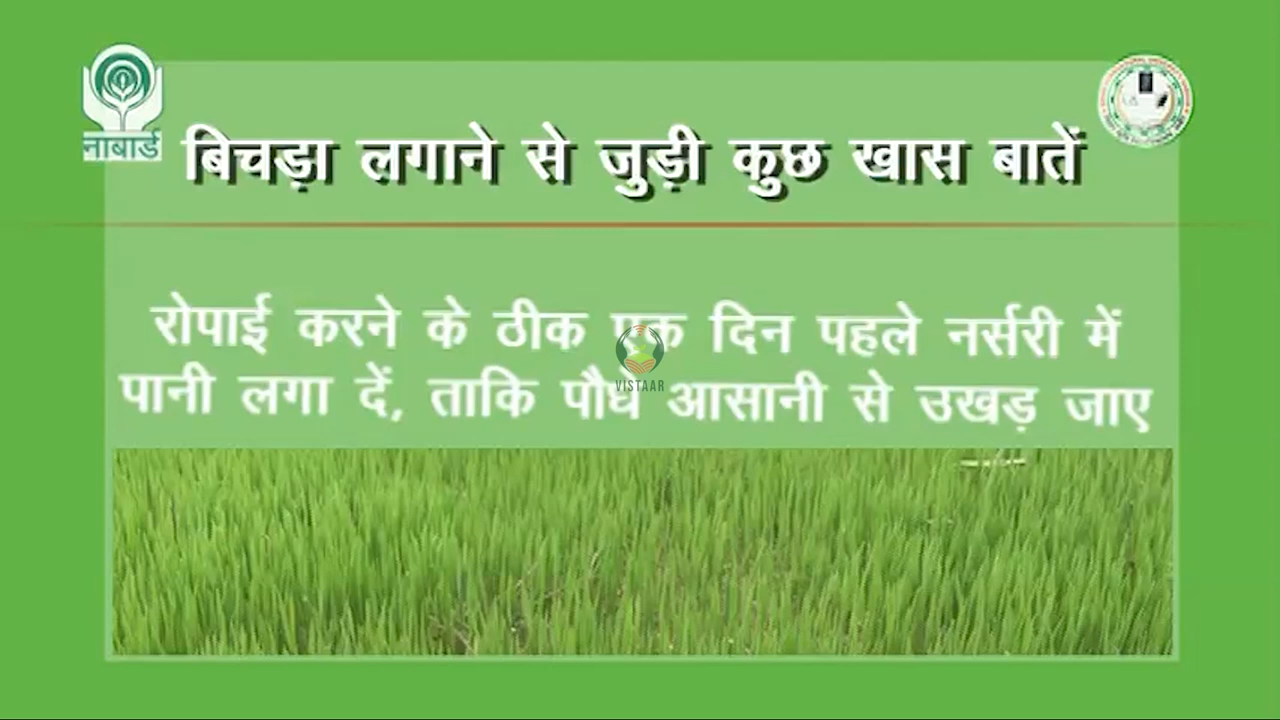 नाबार्ड
बिचड़ा लगाने से जुड़ी कुछ खास बातें
रोपाई करने के ठीक एक दिन पहले नर्सरी में
पानी लगा दें, ताकि पौधे आसानी से उखड़ जाए
VISTAAR